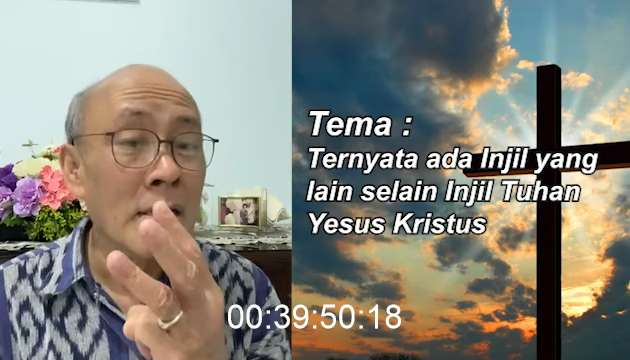 Tema :
Ternyata ada Injil yang
lain selain Injil Tuhan
Yesus Kristus
00:39:50:18